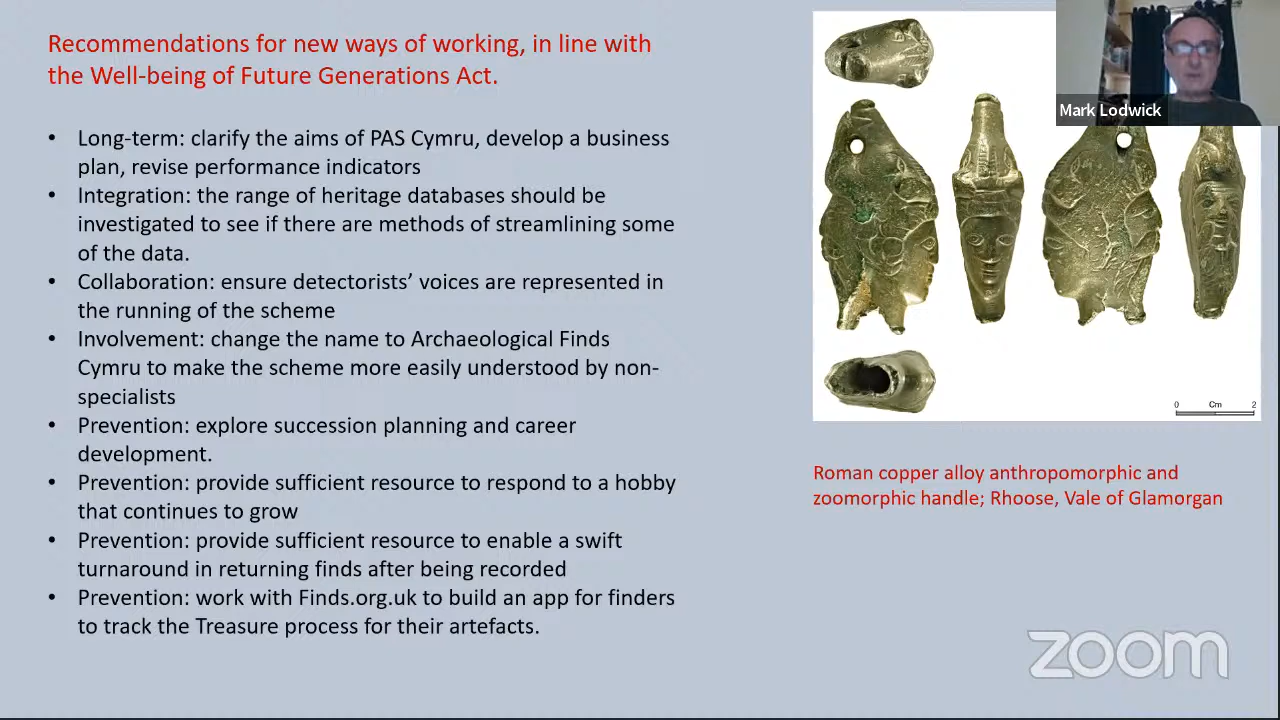 Recommendations for new ways of working, in line with
the Well-being of Future Generations Act.
• Long-term: clarify the aims of PAS Cymru, develop a business
plan, revise performance indicators
• Integration: the range of heritage databases should be
investigated to see if there are methods of streamlining some
of the data.
• Collaboration: ensure detectorists’ voices are represented in
the running of the scheme
• Involvement: change the name to Archaeological Finds
Cymru to make the scheme more easily understood by non-
specialists
• Prevention: explore succession planning and career
development.
• Prevention: provide sufficient resource to respond to a hobby
that continues to grow
• Prevention: provide sufficient resource to enable a swift
turnaround in returning finds after being recorded
• Prevention: work with Finds.org.uk to build an app for finders
to track the Treasure process for their artefacts.
Mark Lodwick
0 Cm 2
Roman copper alloy anthropomorphic and
zoomorphic handle; Rhoose, Vale of Glamorgan
zoom